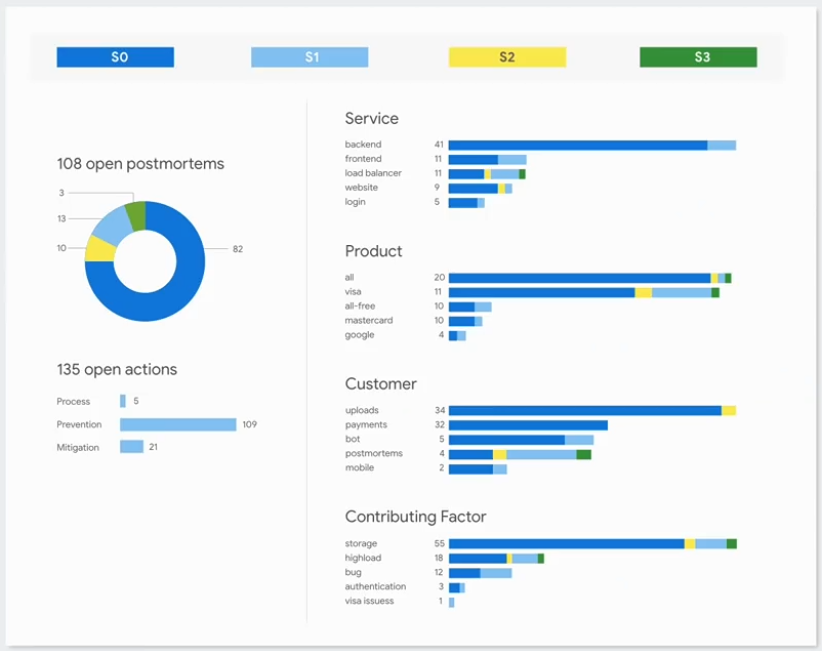 S0 S1 S2 S3
108 open postmortems
3
13
10
82
135 open actions
Process 5
Prevention 109
Mitigation 21
Service
backend 41
frontend 11
load balancer 11
website 9
login 5
Product
all 20
visa 11
all-free 10
mastercard 10
google 4
Customer
uploads 34
payments 32
bot 5
postmortems 4
mobile 2
Contributing Factor
storage 55
highload 18
bug 12
authentication 3
visa issuess 1